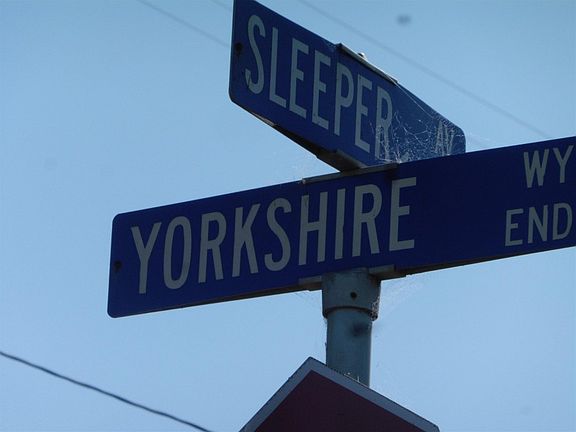 SLEEPER AV
YORKSHIRE WY
END